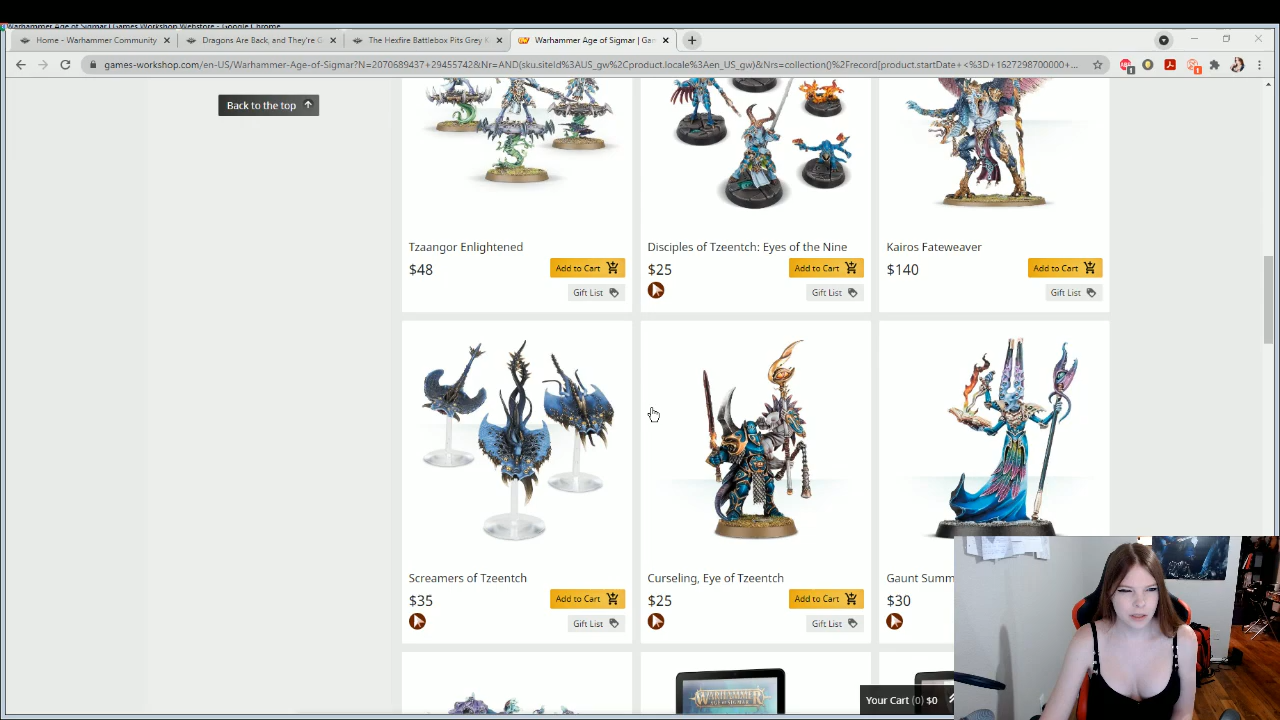 Warhammer Age of Sigmar | Games Workshop Webstore - Google Chrome
Home - Warhammer Community
Dragons Are Back, and They're G
The Hexfire Battlebox Pits Grey K
Warhammer Age of Sigmar | Gam
games-workshop.com/en-US/Warhammer-Age-of-Sigmar?N=2070689437+29455742&Nr=AND(sku.siteId%3AUS_gw%2Cproduct.locale%3Aen_US_gw)&Nrs=collection()%2Frecord[product.startDate+<%3D+1627298700000+...
Back to the top
Tzaangor Enlightened
$48
Add to Cart
Gift List
Disciples of Tzeentch: Eyes of the Nine
$25
Add to Cart
Gift List
Kairos Fateweaver
$140
Add to Cart
Gift List
Screamers of Tzeentch
$35
Add to Cart
Gift List
Curseling, Eye of Tzeentch
$25
Add to Cart
Gift List
Gaunt Summ
$30
WARHAMMER
AGE OF SIGMAR
Your Cart (0) $0